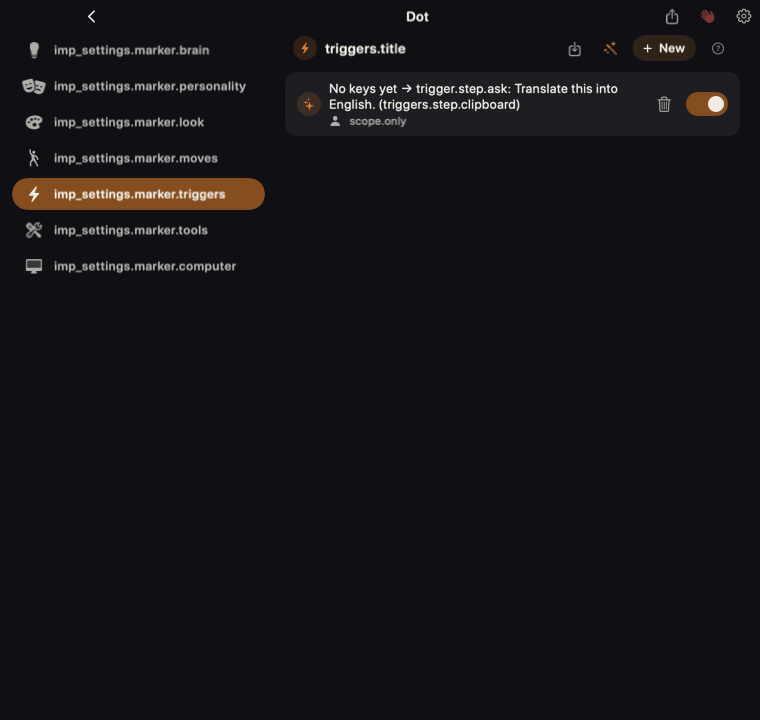 Dot
imp_settings.marker.brain
imp_settings.marker.personality
imp_settings.marker.look
imp_settings.marker.moves
imp_settings.marker.triggers
imp_settings.marker.tools
imp_settings.marker.computer
triggers.title
+ New
No keys yet → trigger.step.ask: Translate this into
English. (triggers.step.clipboard)
scope.only